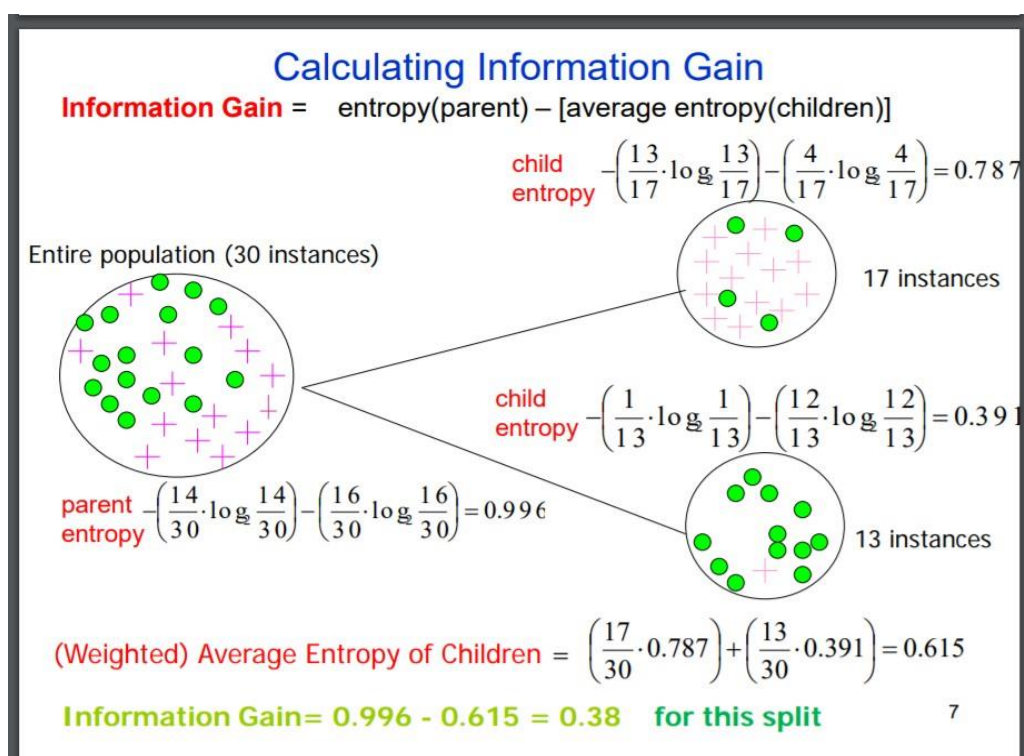 Calculating Information Gain
Information Gain = entropy(parent) – [average entropy(children)]
child entropy −(13/17 · log₂ 13/17) − (4/17 · log₂ 4/17) = 0.787
Entire population (30 instances)
17 instances
child entropy −(1/13 · log₂ 1/13) − (12/13 · log₂ 12/13) = 0.391
parent entropy −(14/30 · log₂ 14/30) − (16/30 · log₂ 16/30) = 0.996
13 instances
(Weighted) Average Entropy of Children = (17/30 · 0.787) + (13/30 · 0.391) = 0.615
Information Gain= 0.996 - 0.615 = 0.38 for this split
7